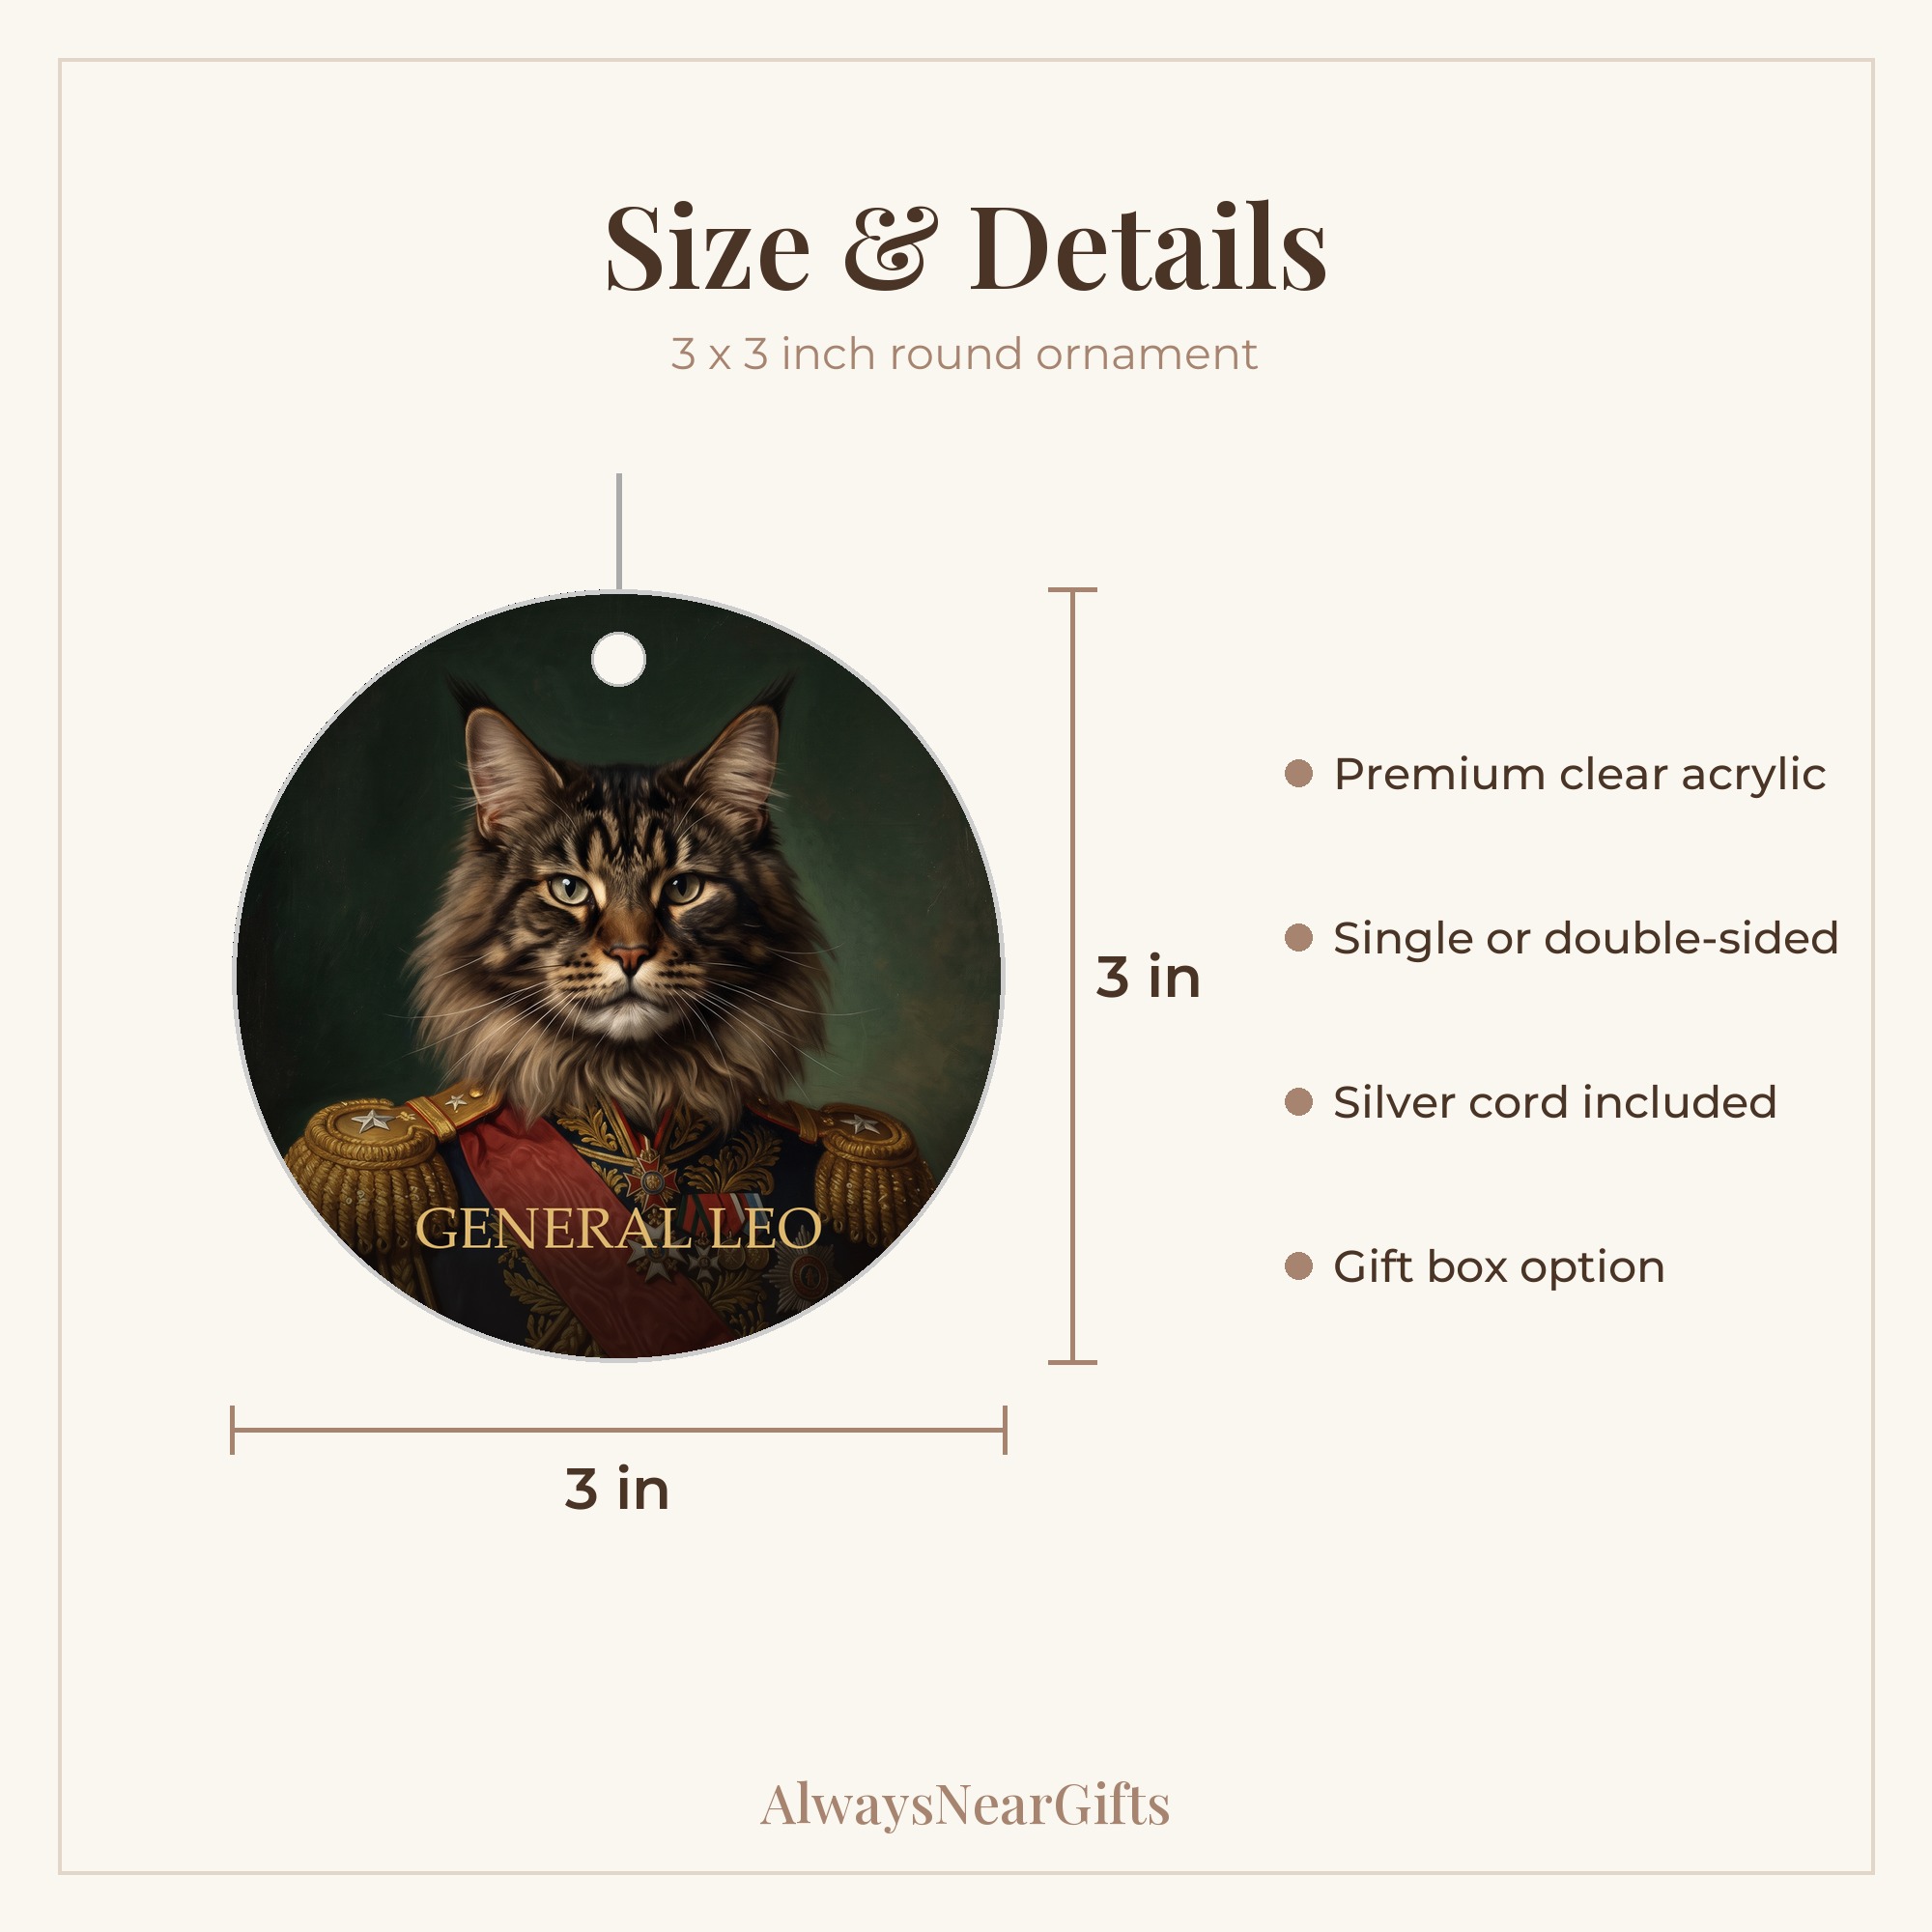 Size & Details
3 x 3 inch round ornament
GENERAL LEO
3 in
3 in
Premium clear acrylic
Single or double-sided
Silver cord included
Gift box option
AlwaysNearGifts